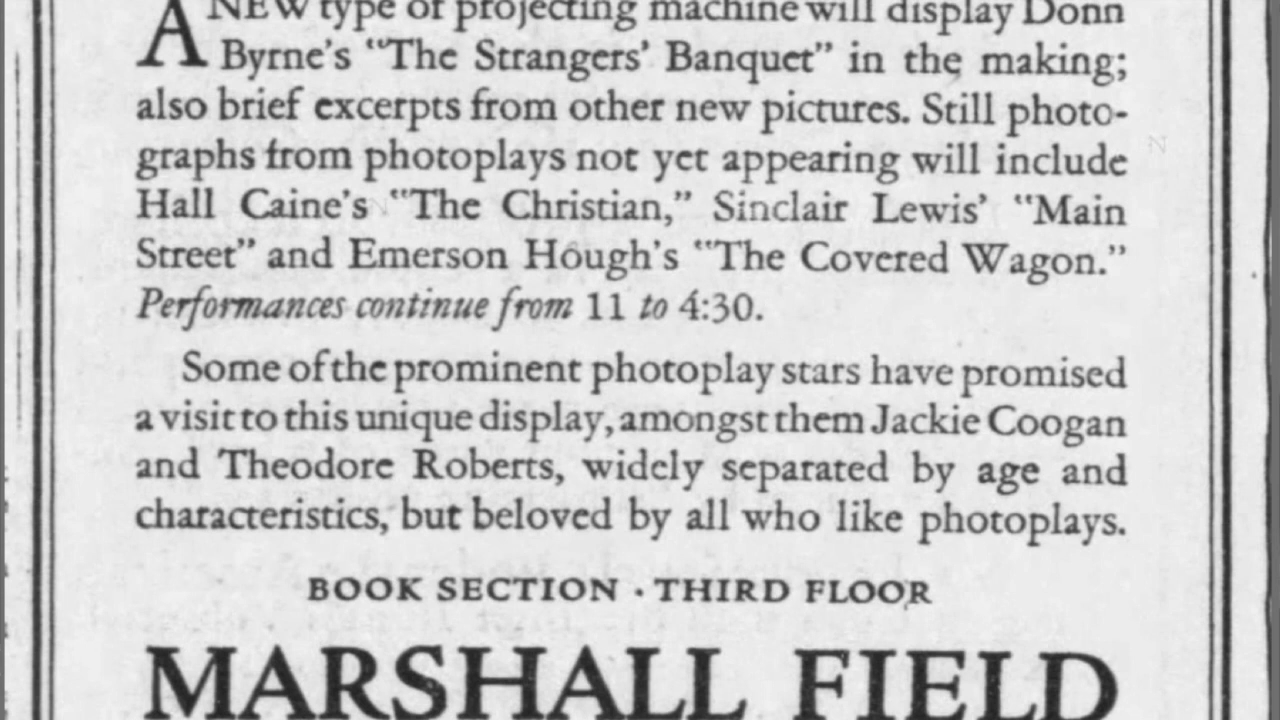 A NEW type of projecting machine will display Donn
Byrne's "The Strangers' Banquet" in the making;
also brief excerpts from other new pictures. Still photo-
graphs from photoplays not yet appearing will include
Hall Caine's "The Christian," Sinclair Lewis' "Main
Street" and Emerson Hough's "The Covered Wagon."
Performances continue from 11 to 4:30.
Some of the prominent photoplay stars have promised
a visit to this unique display, amongst them Jackie Coogan
and Theodore Roberts, widely separated by age and
characteristics, but beloved by all who like photoplays.
BOOK SECTION · THIRD FLOOR
MARSHALL FIELD